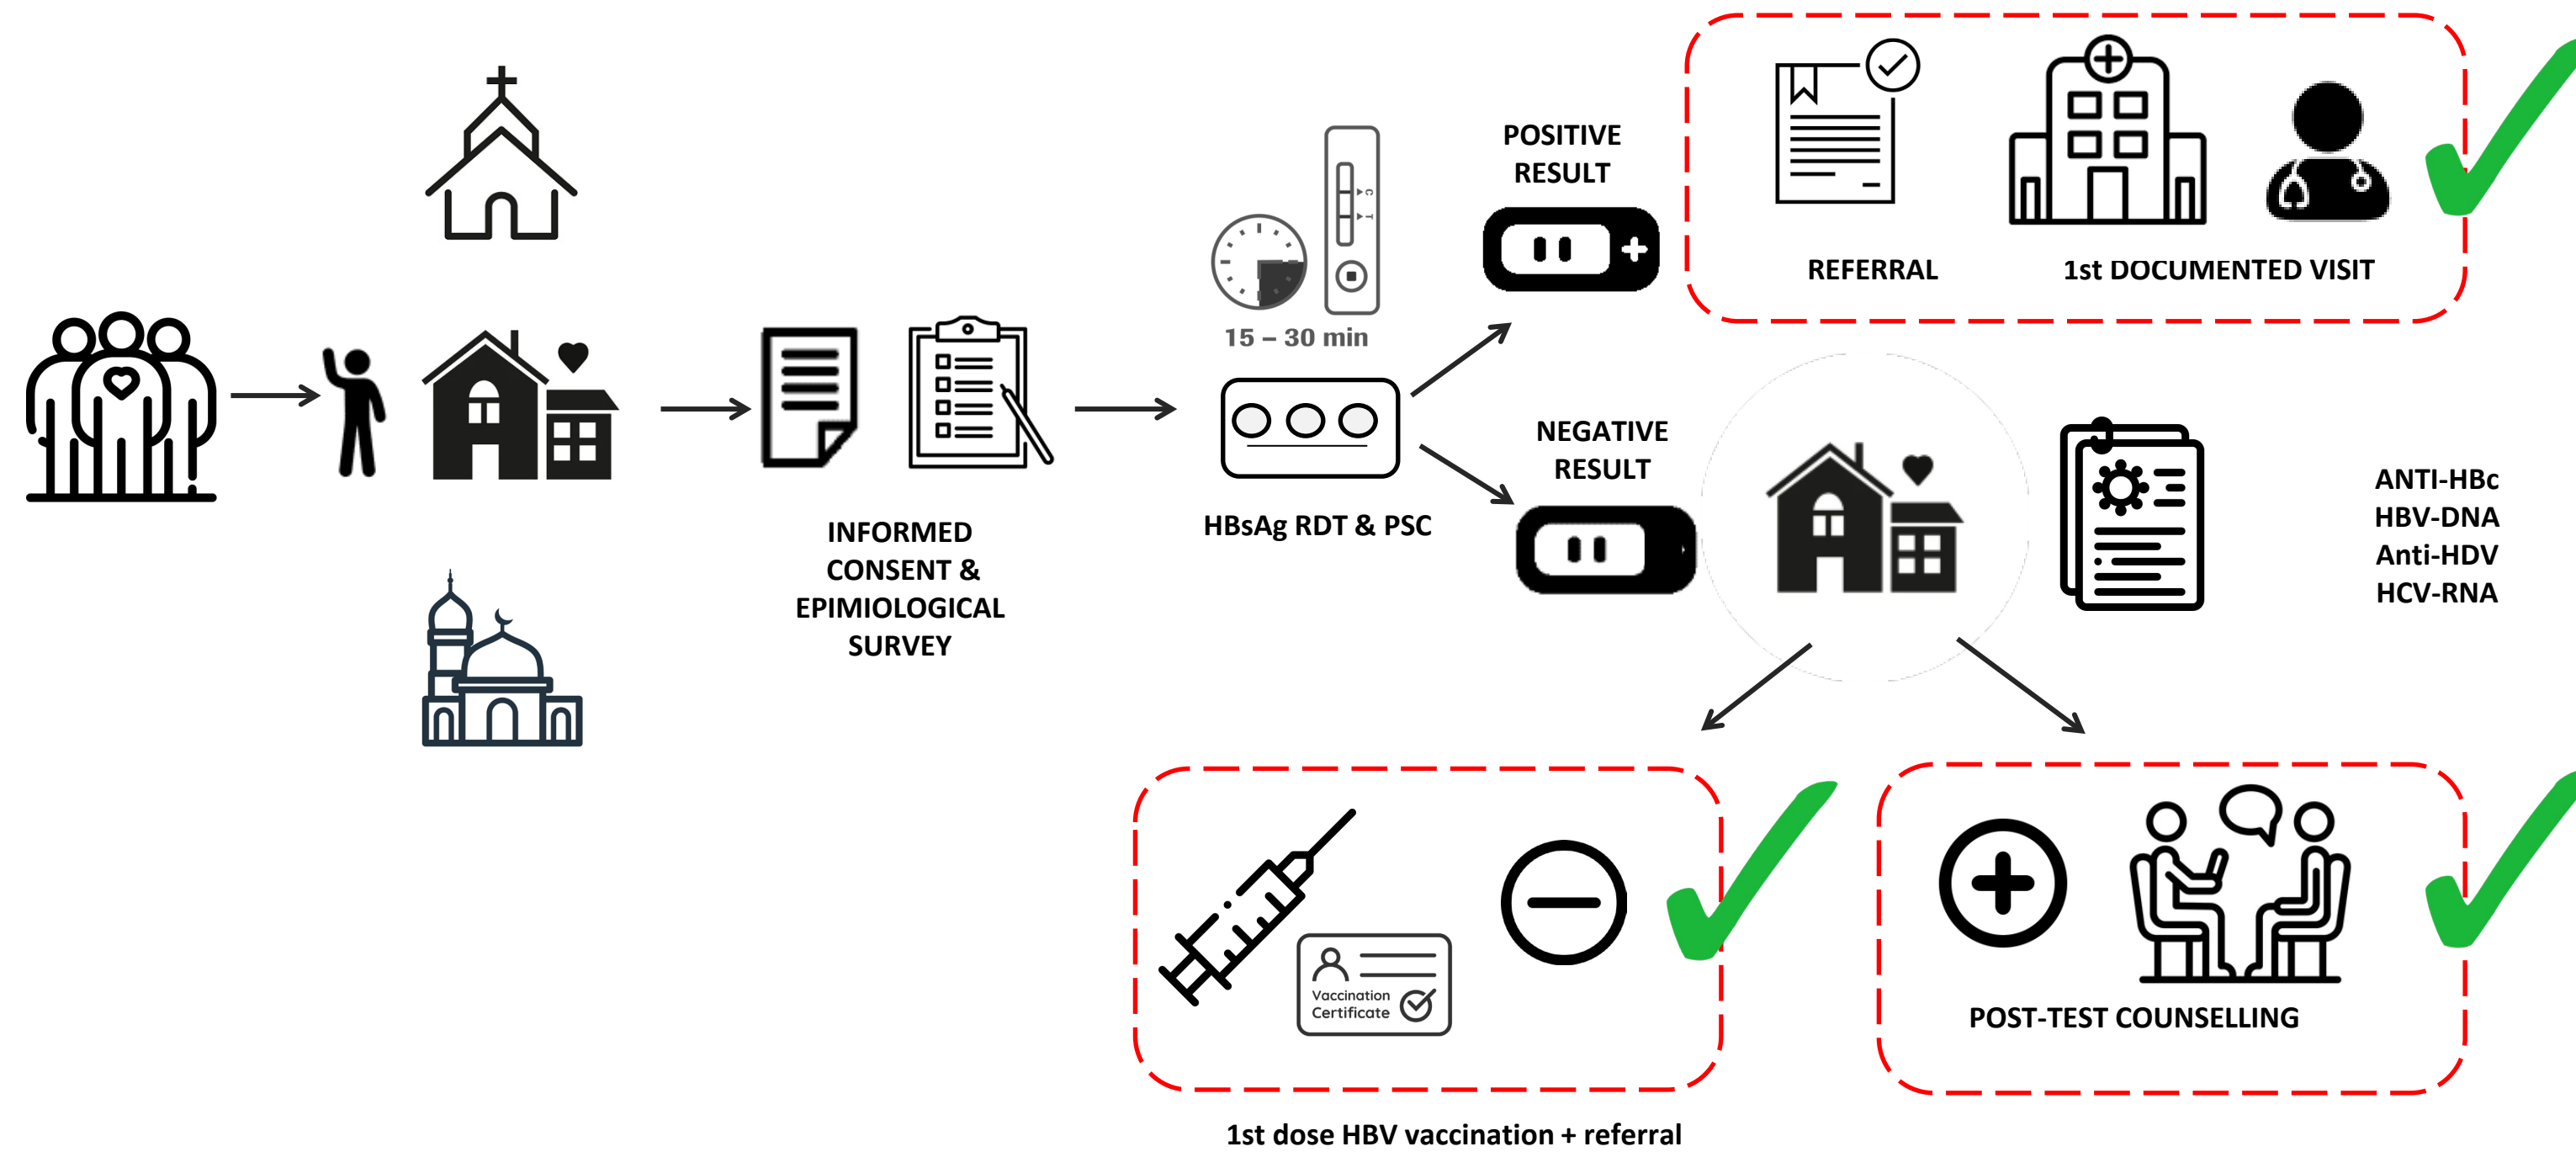 INFORMED
CONSENT &
EPIMIOLOGICAL
SURVEY
C
T
15 – 30 min
HBsAg RDT & PSC
POSITIVE
RESULT
NEGATIVE
RESULT
REFERRAL
1st DOCUMENTED VISIT
ANTI-HBc
HBV-DNA
Anti-HDV
HCV-RNA
Vaccination
Certificate
1st dose HBV vaccination + referral
POST-TEST COUNSELLING